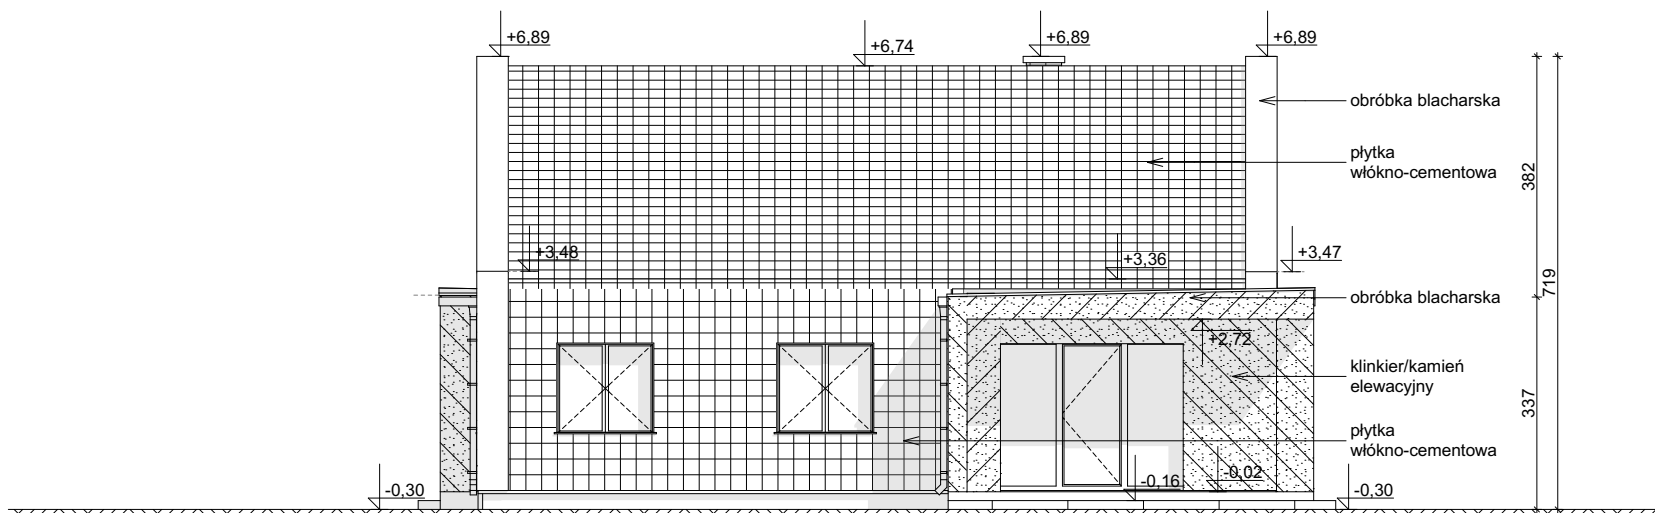 +6,89
+6,74
+6,89
+6,89
obróbka blacharska
płytka
włókno-cementowa
382
+3,48
+3,36
+3,47
719
obróbka blacharska
+2,72
klinkier/kamień
elewacyjny
337
płytka
włókno-cementowa
-0,30
-0,16
-0,02
-0,30